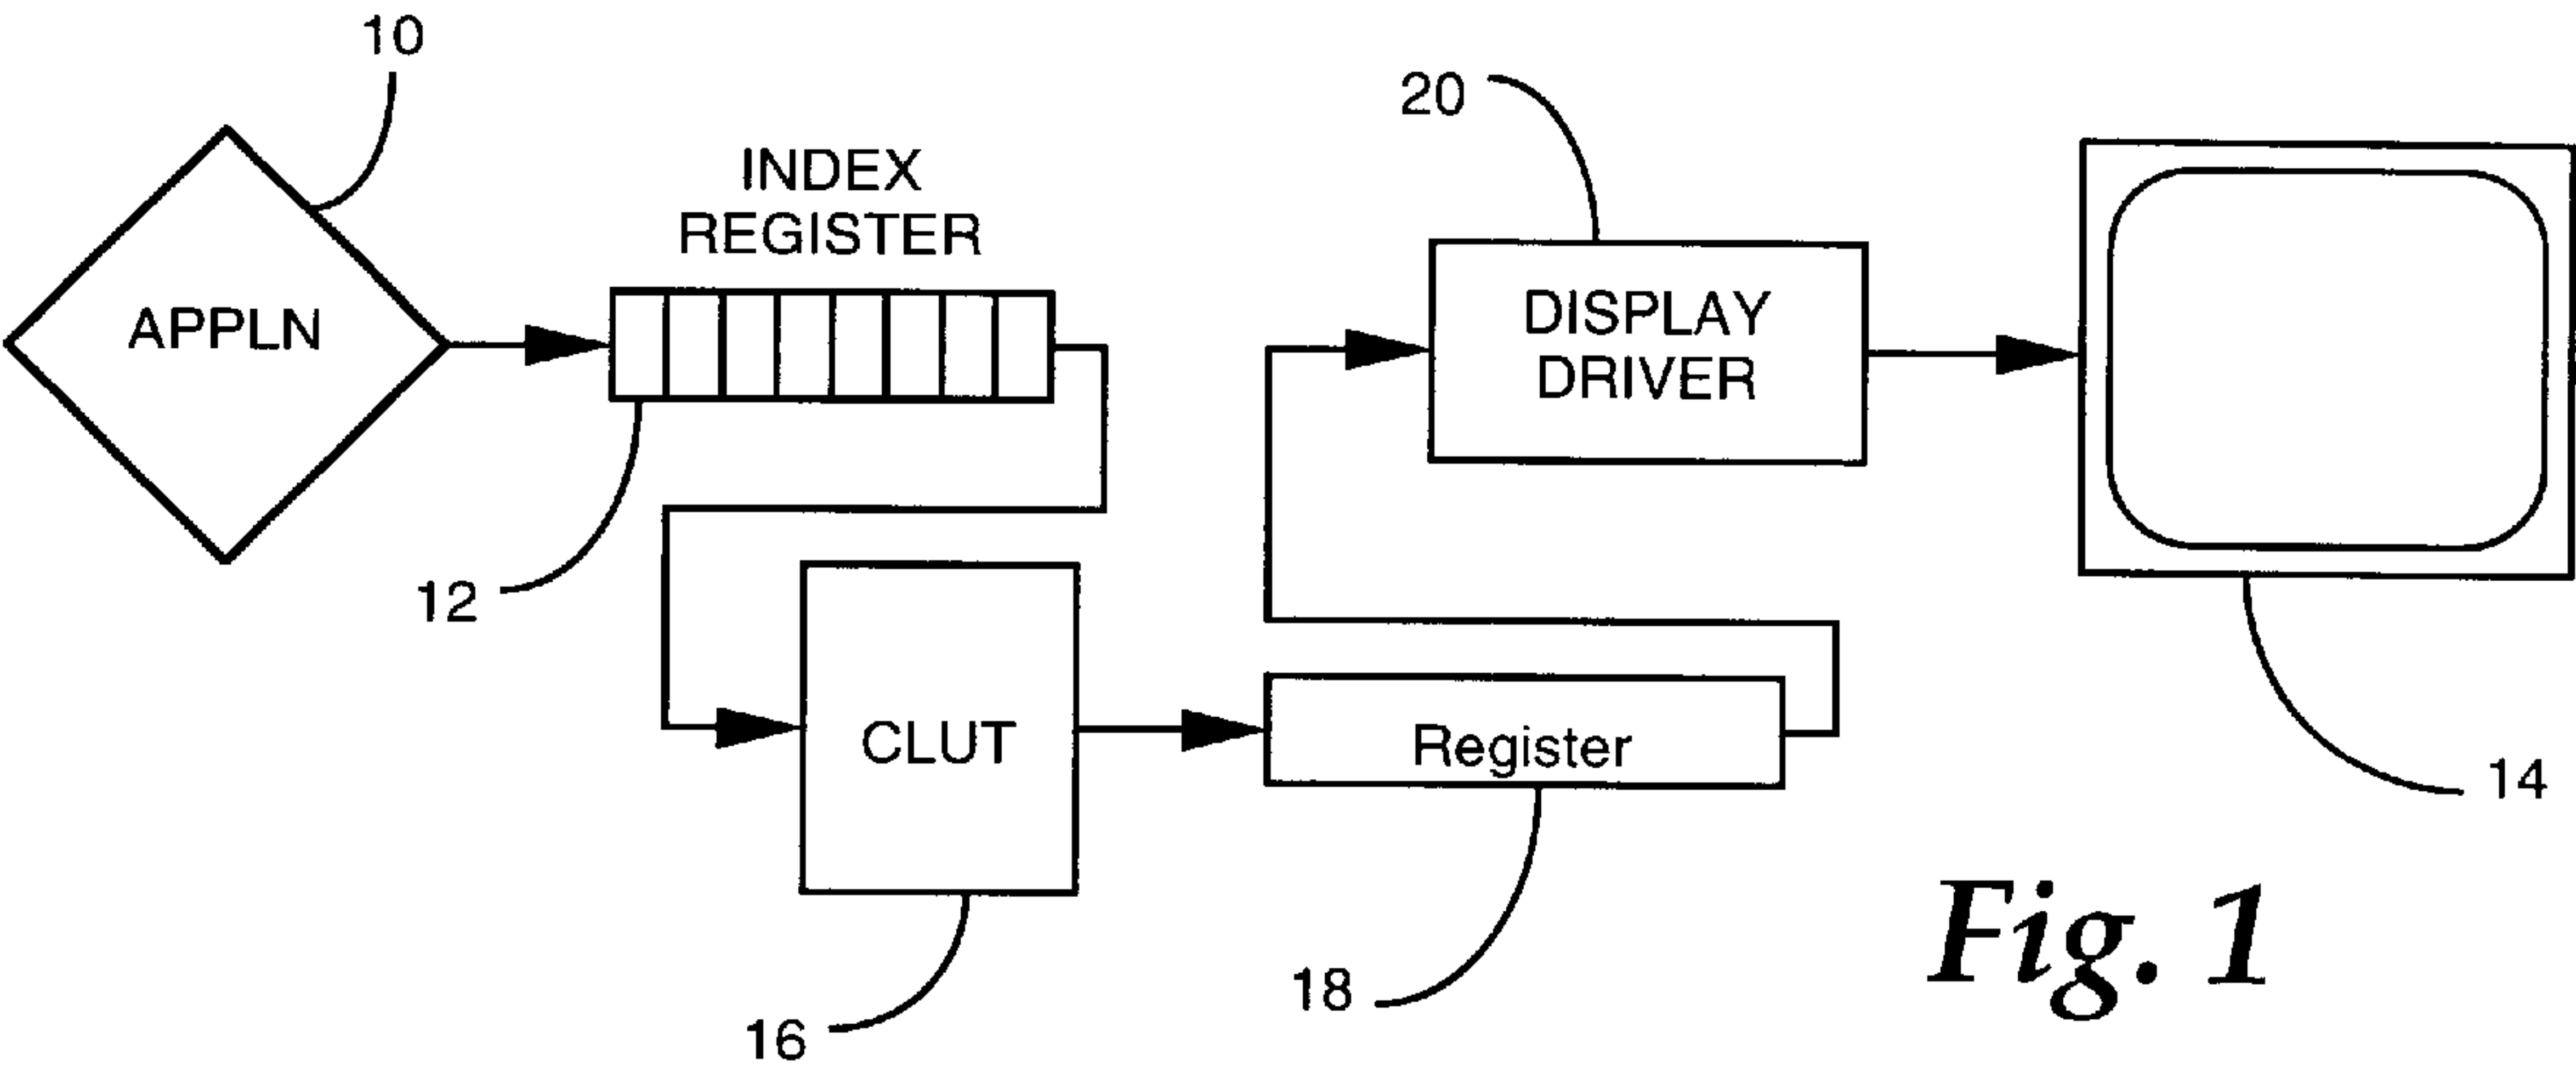 10
20
INDEX
REGISTER
APPLN
DISPLAY
DRIVER
12
CLUT
Register
14
18
16
Fig. 1